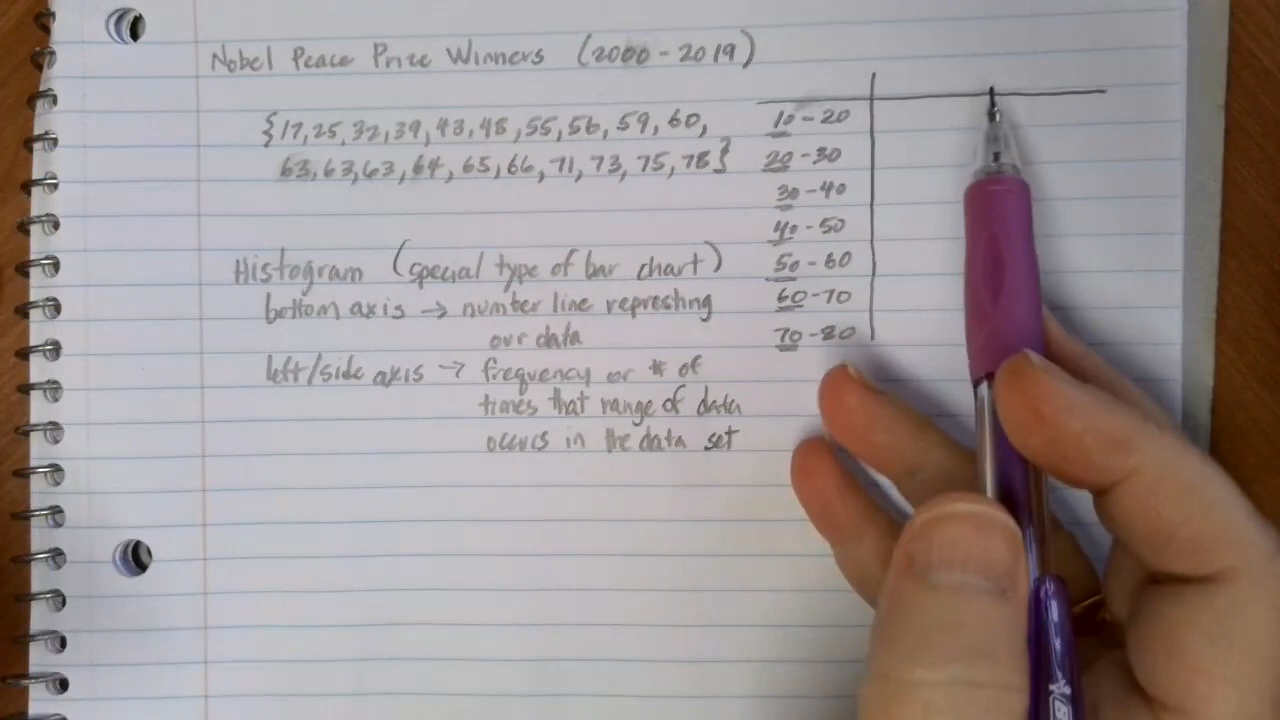 Nobel Peace Prize Winners (2000-2019)
{17,25,32,39,43,48,55,56,59,60,
63,63,63,64,65,66,71,73,75,78}
10-20
20-30
30-40
40-50
50-60
60-70
70-80
Histogram (special type of bar chart)
bottom axis → number line represting
our data
left/side axis → frequency or # of
times that range of data
occurs in the data set